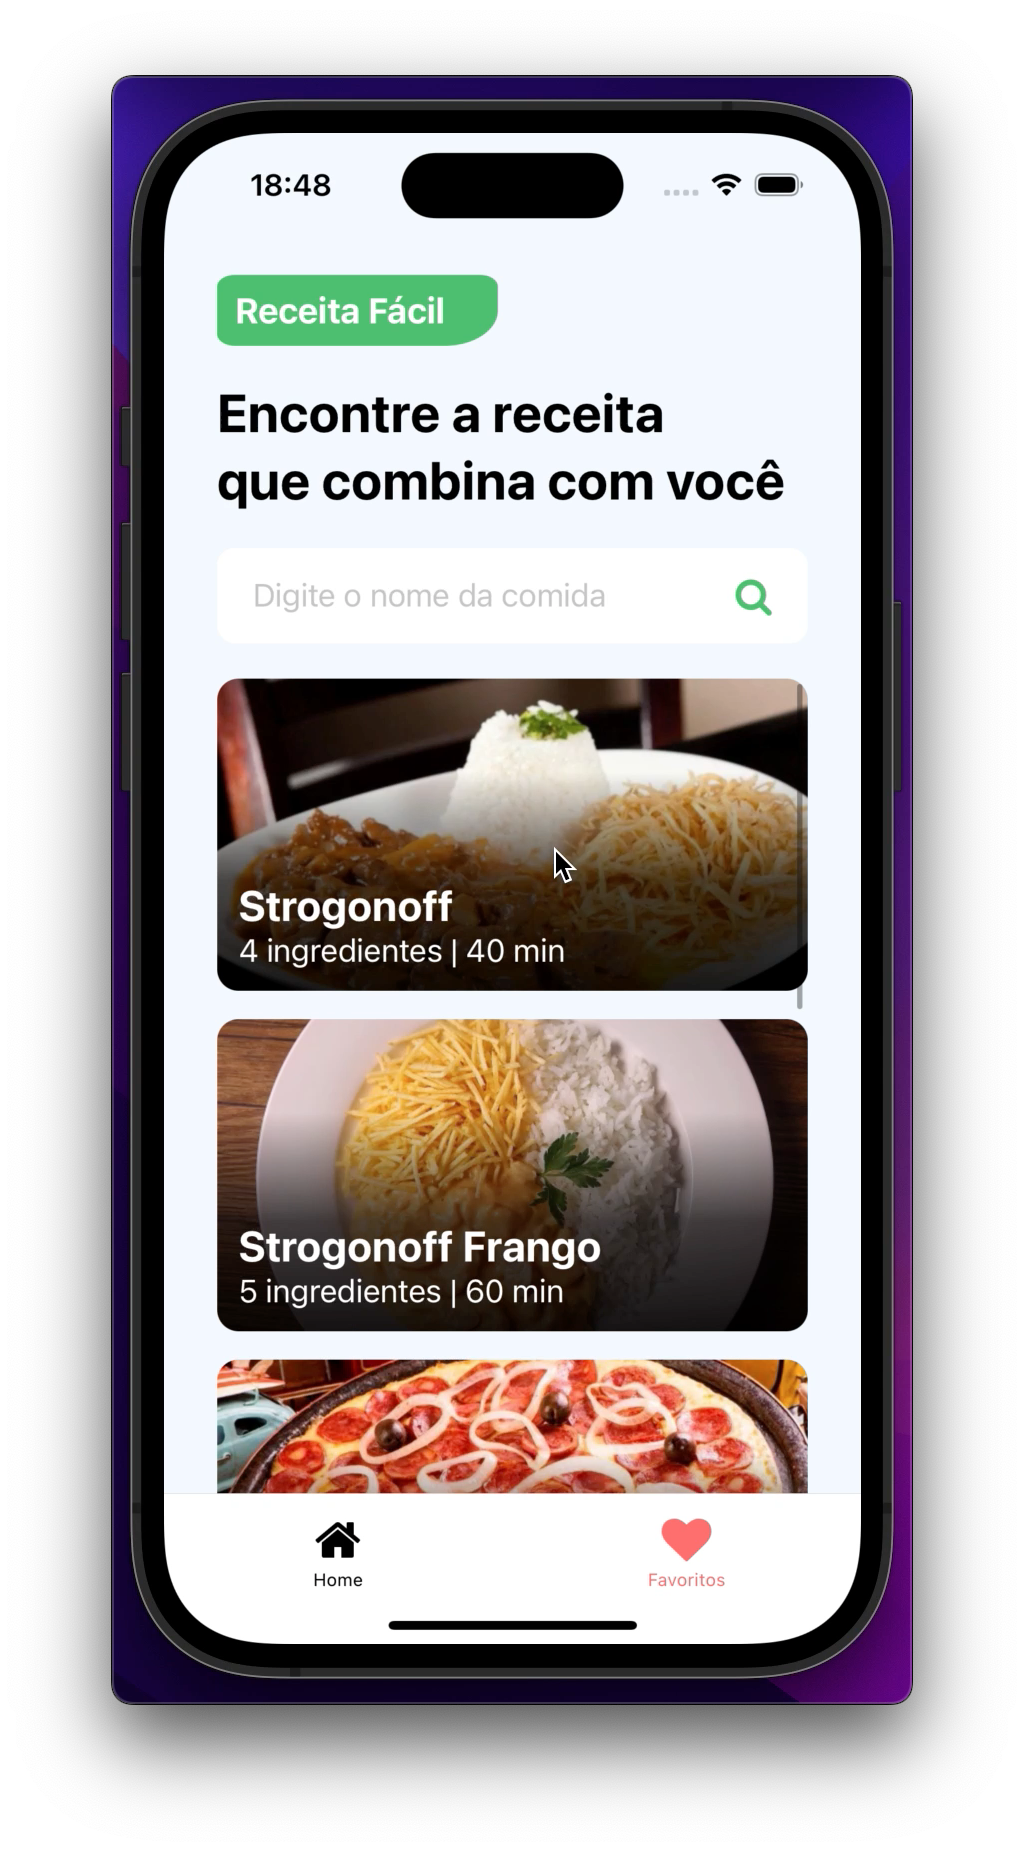 18:48
Receita Fácil
Encontre a receita
que combina com você
Digite o nome da comida
Strogonoff
4 ingredientes | 40 min
Strogonoff Frango
5 ingredientes | 60 min
Home
Favoritos